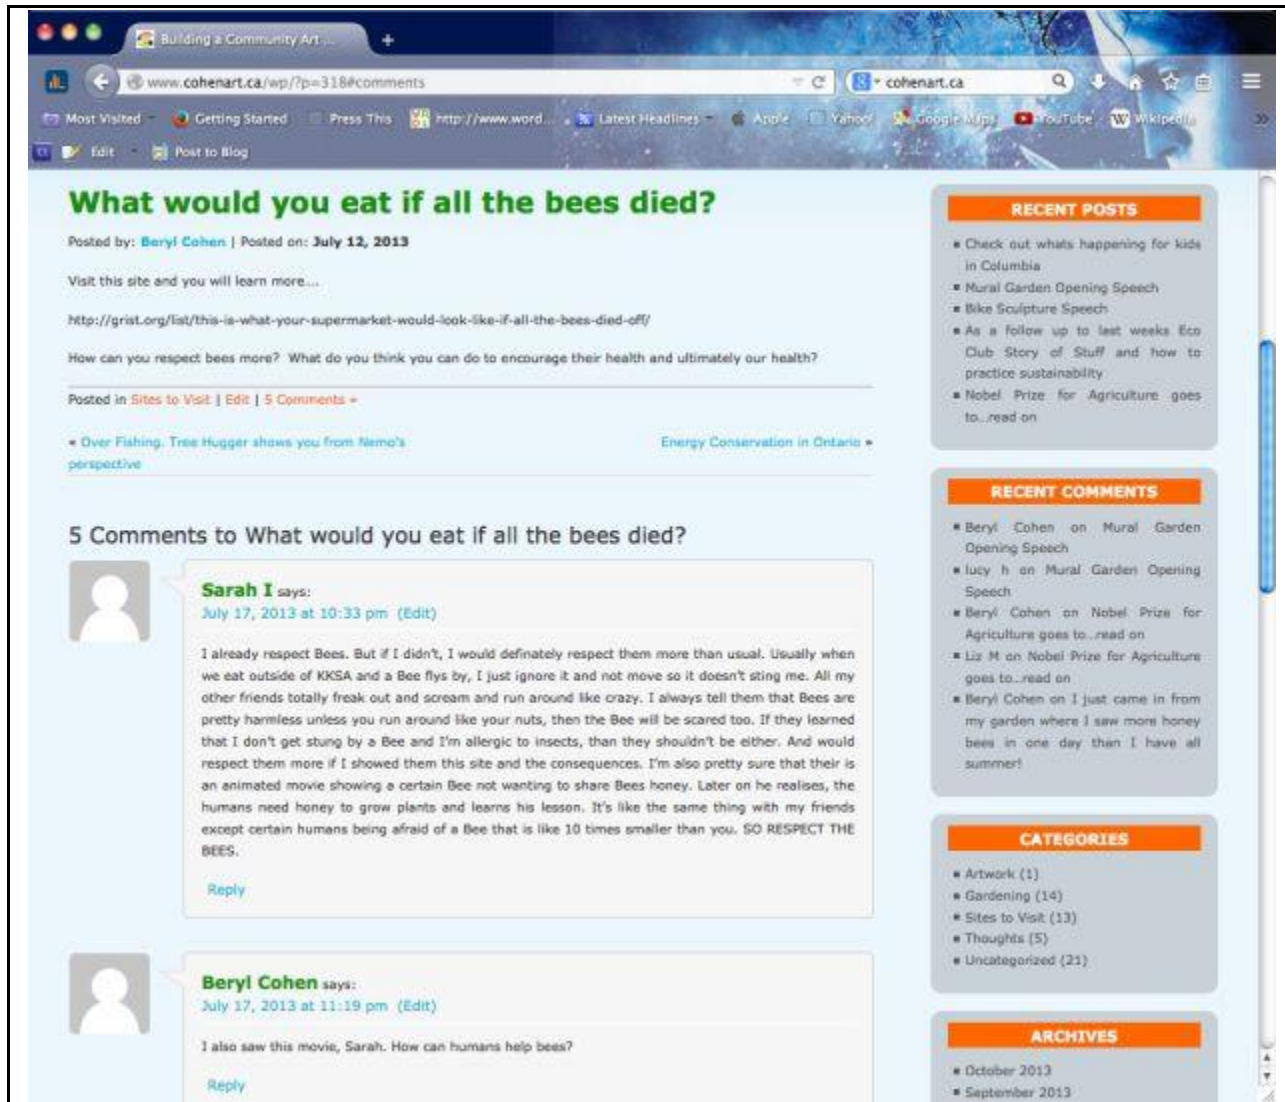 Building a Community Art ...
www.cohenart.ca/wp/?p=318#comments
cohenart.ca
Most Visited
Getting Started
Press This
http://www.word...
Latest Headlines
Apple
Yahoo!
Google Maps
YouTube
Wikipedia
Edit
Post to Blog
What would you eat if all the bees died?
Posted by: Beryl Cohen | Posted on: July 12, 2013
Visit this site and you will learn more...
http://grist.org/list/this-is-what-your-supermarket-would-look-like-if-all-the-bees-died-off/
How can you respect bees more? What do you think you can do to encourage their health and ultimately our health?
Posted in Sites to Visit | Edit | 5 Comments »
« Over Fishing. Tree Hugger shows you from Nemo's
perspective
Energy Conservation in Ontario »
5 Comments to What would you eat if all the bees died?
Sarah I says:
July 17, 2013 at 10:33 pm (Edit)
I already respect Bees. But if I didn't, I would definately respect them more than usual. Usually when
we eat outside of KKSA and a Bee flys by, I just ignore it and not move so it doesn't sting me. All my
other friends totally freak out and scream and run around like crazy. I always tell them that Bees are
pretty harmless unless you run around like your nuts, then the Bee will be scared too. If they learned
that I don't get stung by a Bee and I'm allergic to insects, than they shouldn't be either. And would
respect them more if I showed them this site and the consequences. I'm also pretty sure that their is
an animated movie showing a certain Bee not wanting to share Bees honey. Later on he realises, the
humans need honey to grow plants and learns his lesson. It's like the same thing with my friends
except certain humans being afraid of a Bee that is like 10 times smaller than you. SO RESPECT THE
BEES.
Reply
Beryl Cohen says:
July 17, 2013 at 11:19 pm (Edit)
I also saw this movie, Sarah. How can humans help bees?
Reply
RECENT POSTS
Check out whats happening for kids
in Columbia
Mural Garden Opening Speech
Bike Sculpture Speech
As a follow up to last weeks Eco
Club Story of Stuff and how to
practice sustainability
Nobel Prize for Agriculture goes
to...read on
RECENT COMMENTS
Beryl Cohen on Mural Garden
Opening Speech
lucy h on Mural Garden Opening
Speech
Beryl Cohen on Nobel Prize for
Agriculture goes to...read on
Liz M on Nobel Prize for Agriculture
goes to...read on
Beryl Cohen on I just came in from
my garden where I saw more honey
bees in one day than I have all
summer!
CATEGORIES
Artwork (1)
Gardening (14)
Sites to Visit (13)
Thoughts (5)
Uncategorized (21)
ARCHIVES
October 2013
September 2013